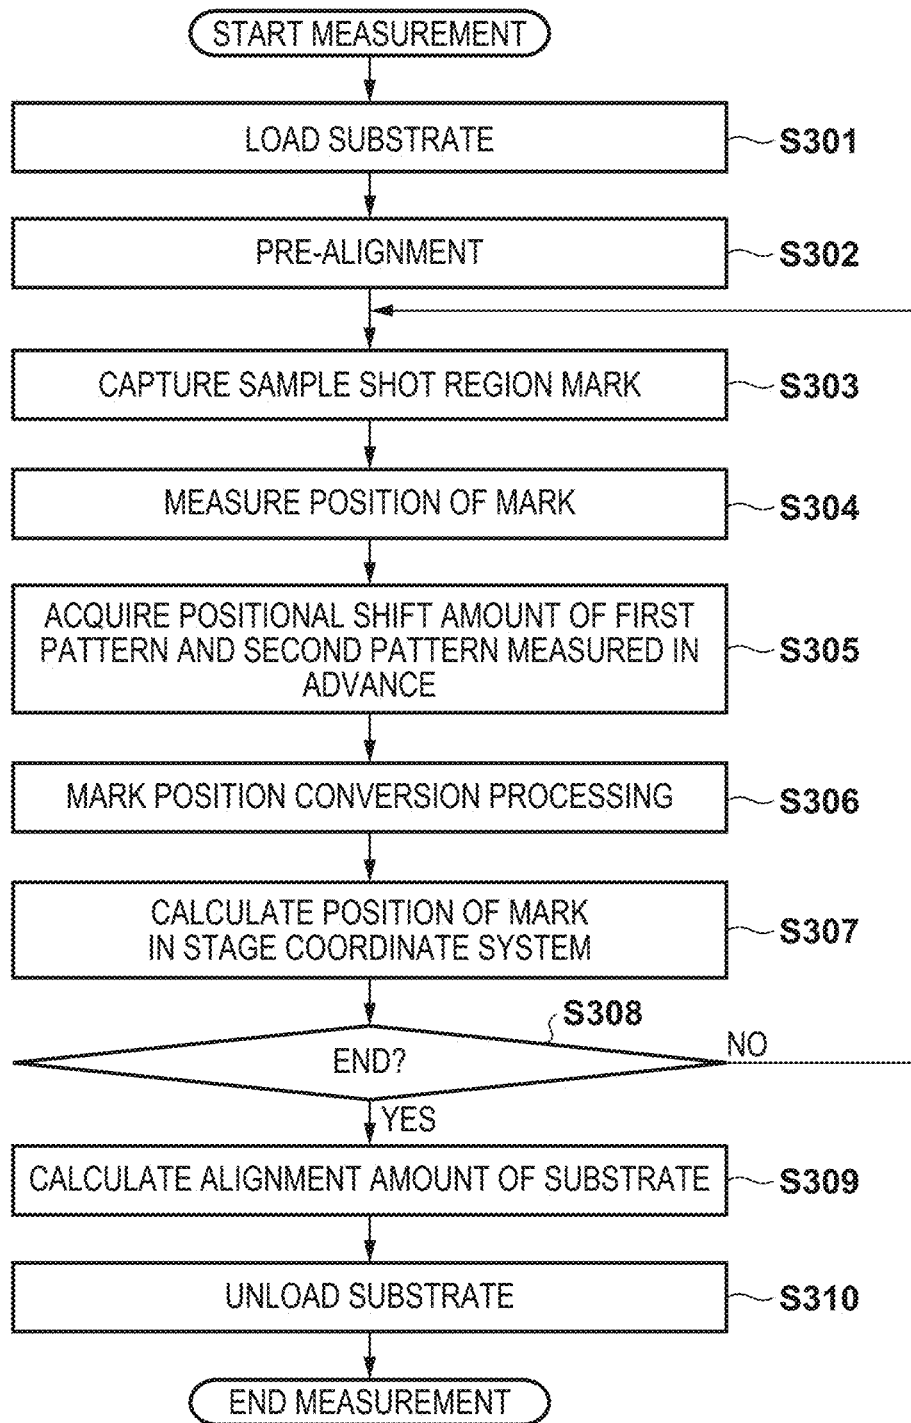 START MEASUREMENT
LOAD SUBSTRATE
S301
PRE-ALIGNMENT
S302
CAPTURE SAMPLE SHOT REGION MARK
S303
MEASURE POSITION OF MARK
S304
ACQUIRE POSITIONAL SHIFT AMOUNT OF FIRST
PATTERN AND SECOND PATTERN MEASURED IN
ADVANCE
S305
MARK POSITION CONVERSION PROCESSING
S306
CALCULATE POSITION OF MARK
IN STAGE COORDINATE SYSTEM
S307
S308
END?
NO
YES
CALCULATE ALIGNMENT AMOUNT OF SUBSTRATE
S309
UNLOAD SUBSTRATE
S310
END MEASUREMENT